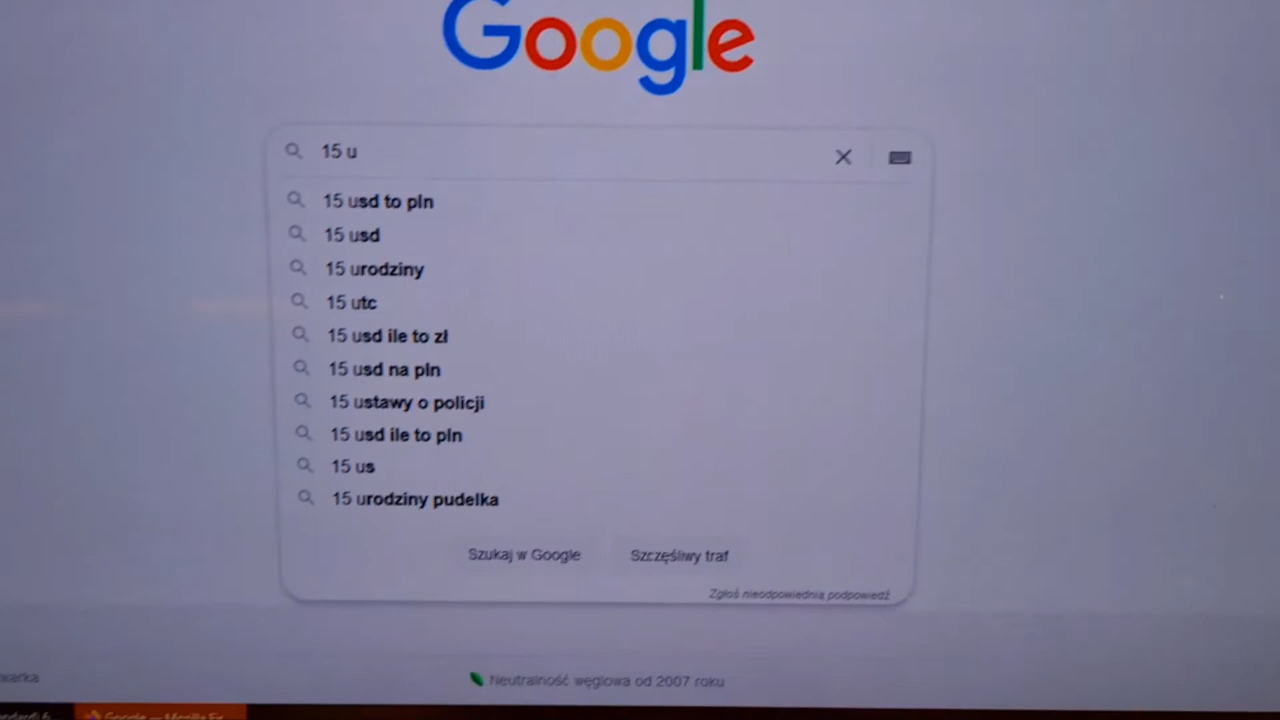 Google
15 u
15 usd to pln
15 usd
15 urodziny
15 utc
15 usd ile to zł
15 usd na pln
15 ustawy o policji
15 usd ile to pln
15 us
15 urodziny pudelka
Szukaj w Google
Szczęśliwy traf
Zgłoś nieodpowiednią podpowiedź
Neutralność węglowa od 2007 roku
Google — Mozilla